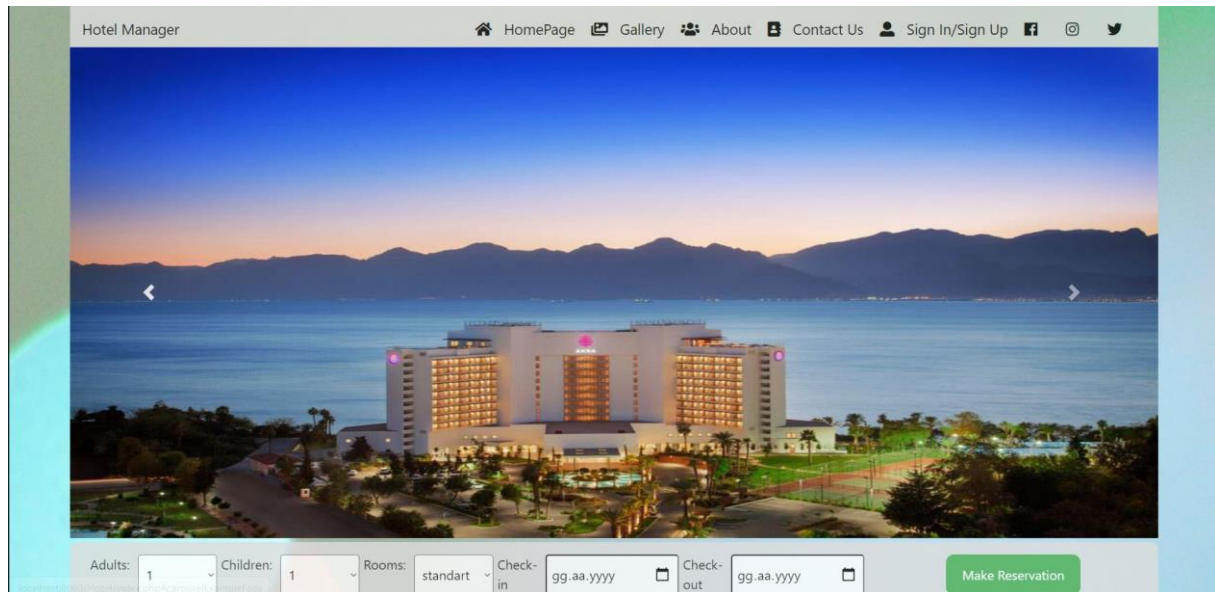 Hotel Manager HomePage Gallery About Contact Us Sign In/Sign Up
AKRA
Adults: 1 Children: 1 Rooms: standart Check-in gg.aa.yyyy Check-out gg.aa.yyyy Make Reservation